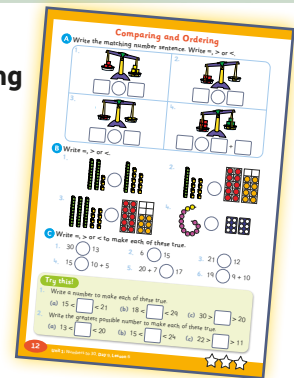 ng
Comparing and Ordering
A Write the matching number sentence. Write =, > or <.
1. 2.
3. 4.
+
B Write =, > or <.
1. 2.
3. 4.
C Write =, > or < to make each of these true.
1. 30 13 2. 6 15 3. 21 12
4. 15 10 + 5 5. 20 + 7 17 6. 19 9 + 10
Try this!
1. Write a number to make each of these true.
(a) 15 < < 21 (b) 18 < < 29 (c) 30 > > 20
2. Write the greatest possible number to make each of these true.
(a) 13 < < 20 (b) 15 < < 24 (c) 22 > > 11
12